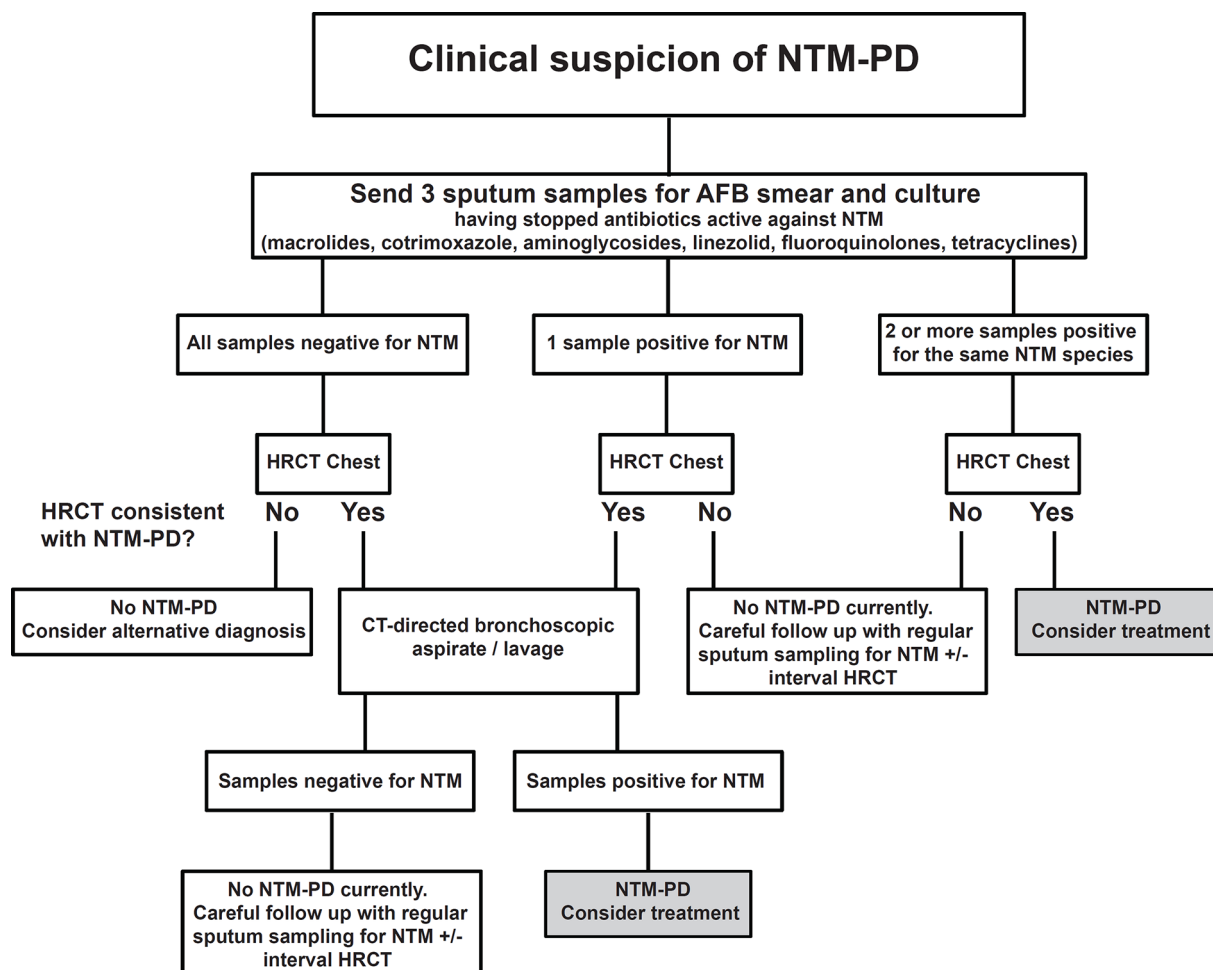 Clinical suspicion of NTM-PD
Send 3 sputum samples for AFB smear and culture
having stopped antibiotics active against NTM
(macrolides, cotrimoxazole, aminoglycosides, linezolid, fluoroquinolones, tetracyclines)
All samples negative for NTM
1 sample positive for NTM
2 or more samples positive
for the same NTM species
HRCT Chest
HRCT Chest
HRCT Chest
HRCT consistent
with NTM-PD?
No
Yes
Yes
No
No
Yes
No NTM-PD
Consider alternative diagnosis
CT-directed bronchoscopic
aspirate / lavage
No NTM-PD currently.
Careful follow up with regular
sputum sampling for NTM +/-
interval HRCT
NTM-PD
Consider treatment
Samples negative for NTM
Samples positive for NTM
No NTM-PD currently.
Careful follow up with regular
sputum sampling for NTM +/-
interval HRCT
NTM-PD
Consider treatment